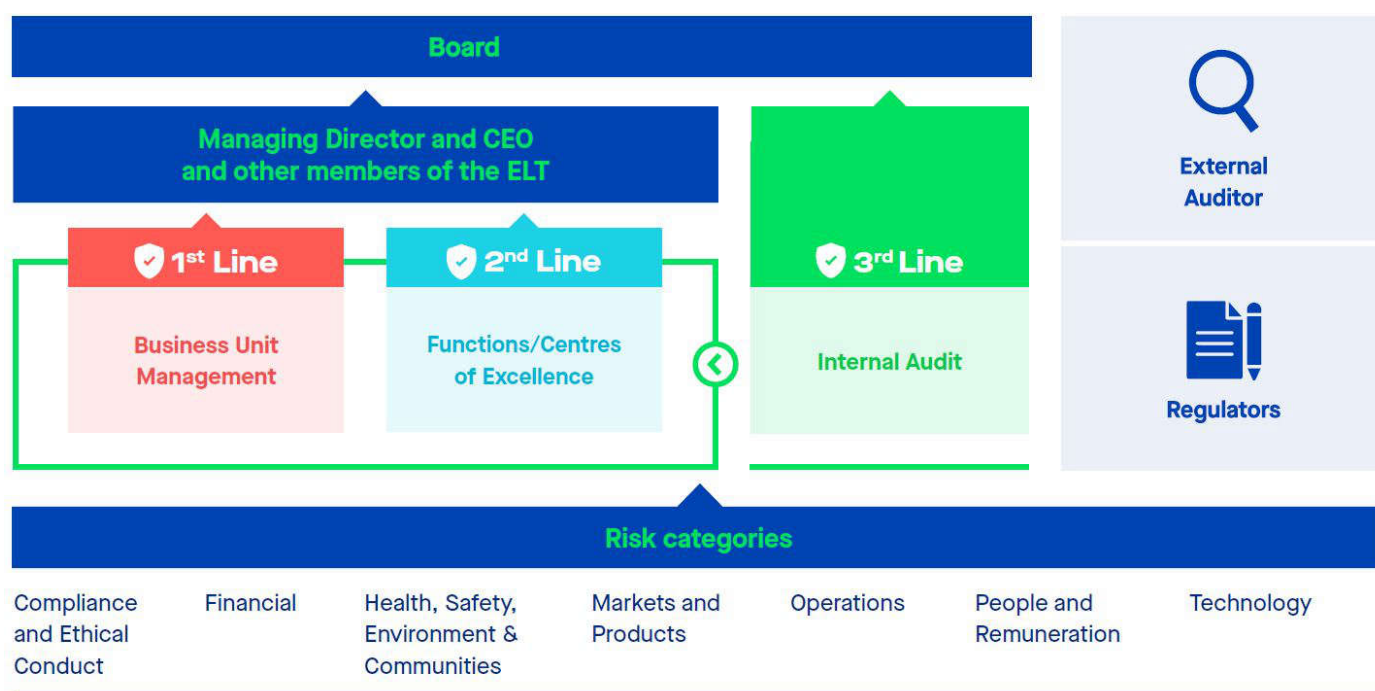 Board
Managing Director and CEO
and other members of the ELT
1st Line
Business Unit
Management
2nd Line
Functions/Centres
of Excellence
3rd Line
Internal Audit
External
Auditor
Regulators
Risk categories
Compliance
and Ethical
Conduct
Financial
Health, Safety,
Environment &
Communities
Markets and
Products
Operations
People and
Remuneration
Technology